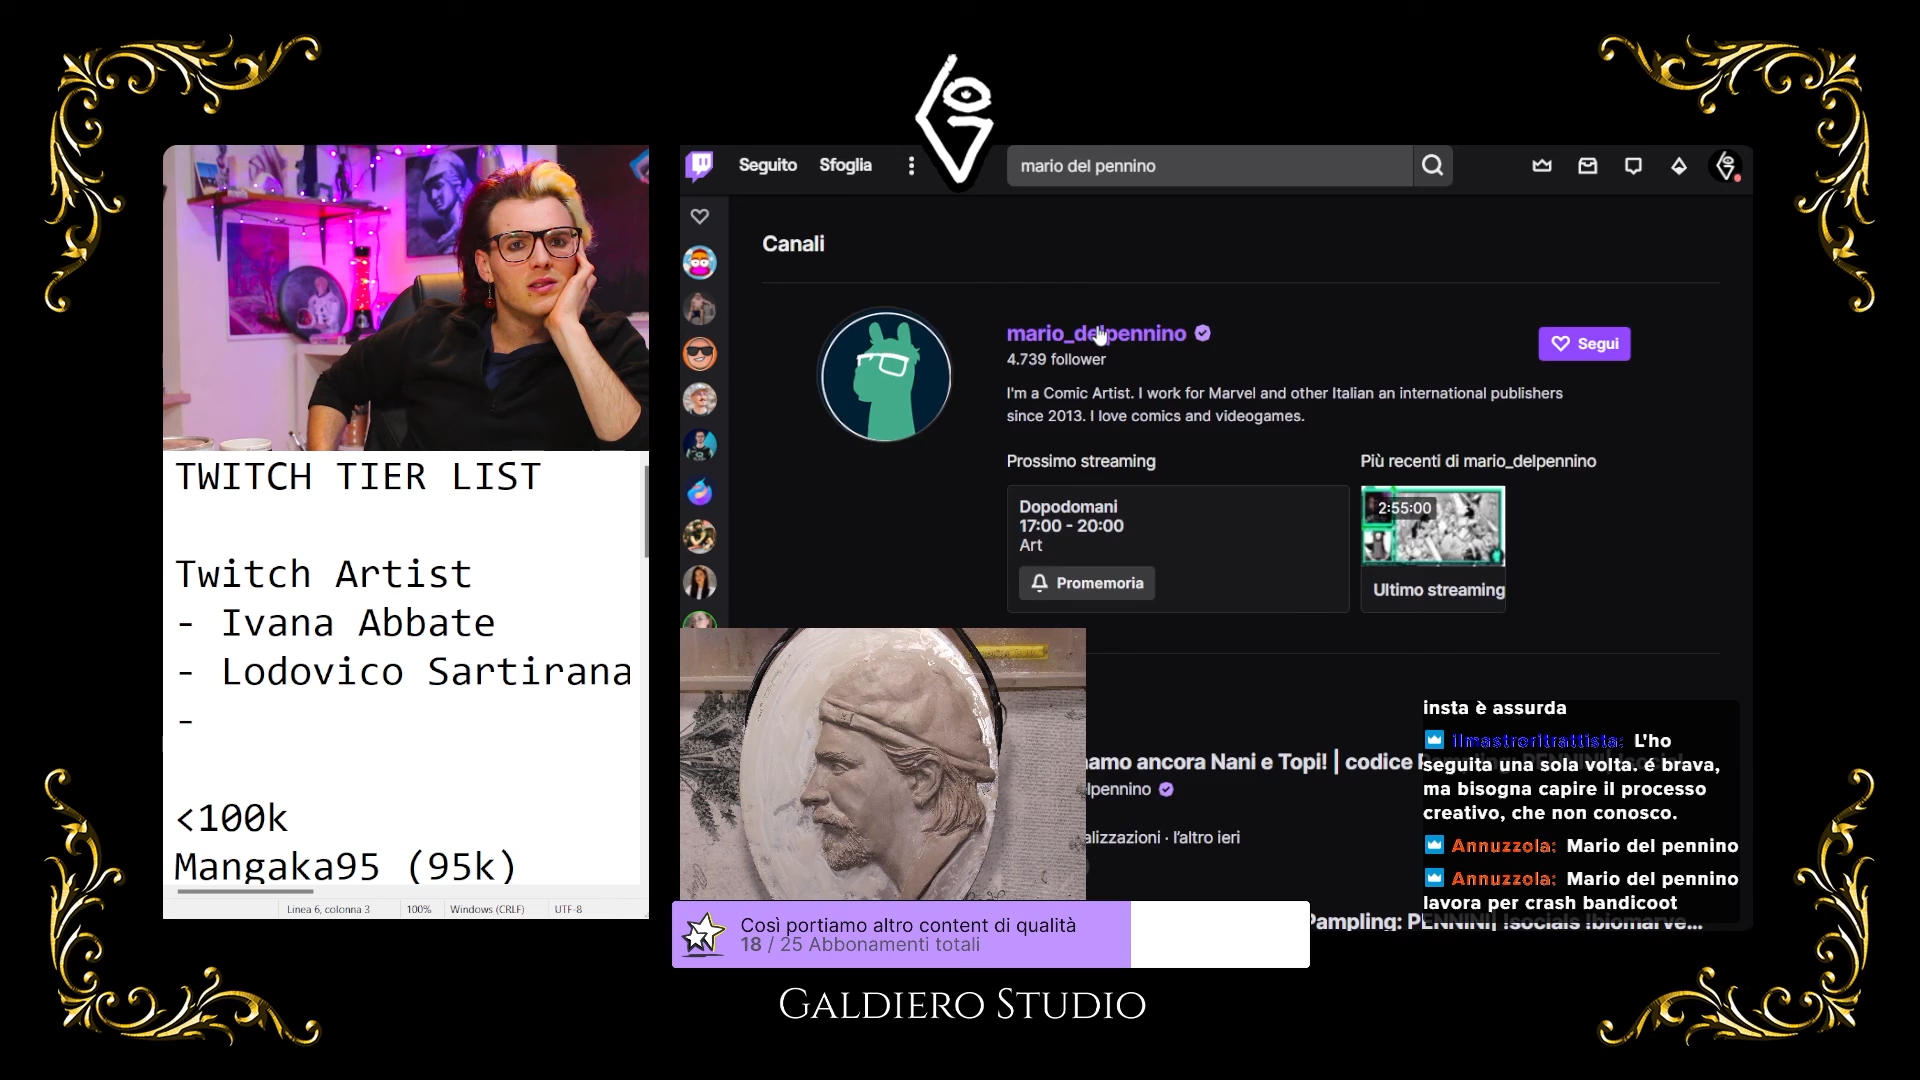 Seguito
Sfoglia
mario del pennino
Canali
mario_delpennino
4.739 follower
Segui
I'm a Comic Artist. I work for Marvel and other Italian an international publishers
since 2013. I love comics and videogames.
Prossimo streaming
Più recenti di mario_delpennino
Dopodomani
17:00 - 20:00
Art
Promemoria
2:55:00
Ultimo streaming
TWITCH TIER LIST
Twitch Artist
- Ivana Abbate
- Lodovico Sartirana
-
<100k
Mangaka95 (95k)
Linea 6, colonna 3
100%
Windows (CRLF)
UTF-8
amo ancora Nani e Topi! | codice
lpennino
alizzazioni · l'altro ieri
Pampling: PENNINI| !socials !biomarve...
insta è assurda
ilmastroritrattista: L'ho
seguita una sola volta. é brava,
ma bisogna capire il processo
creativo, che non conosco.
Annuzzola: Mario del pennino
Annuzzola: Mario del pennino
lavora per crash bandicoot
Così portiamo altro content di qualità
18 / 25 Abbonamenti totali
GALDIERO STUDIO